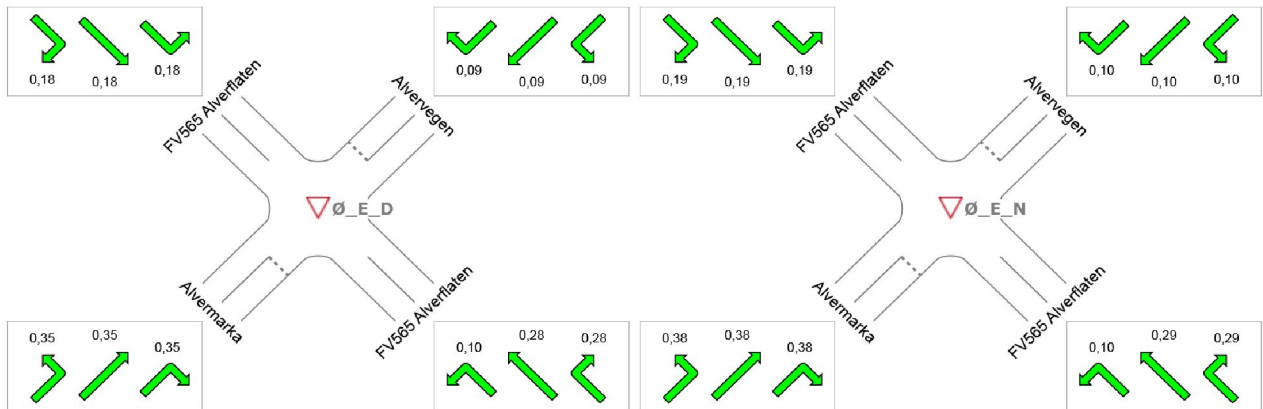 0,18 0,18 0,18
0,09 0,09 0,09
FV565 Alverflaten
Alvervegen
Ø_E_D
Alvermarka
FV565 Alverflaten
0,35 0,35 0,35
0,10 0,28 0,28
0,19 0,19 0,19
0,10 0,10 0,10
FV565 Alverflaten
Alvervegen
Ø_E_N
Alvermarka
FV565 Alverflaten
0,38 0,38 0,38
0,10 0,29 0,29